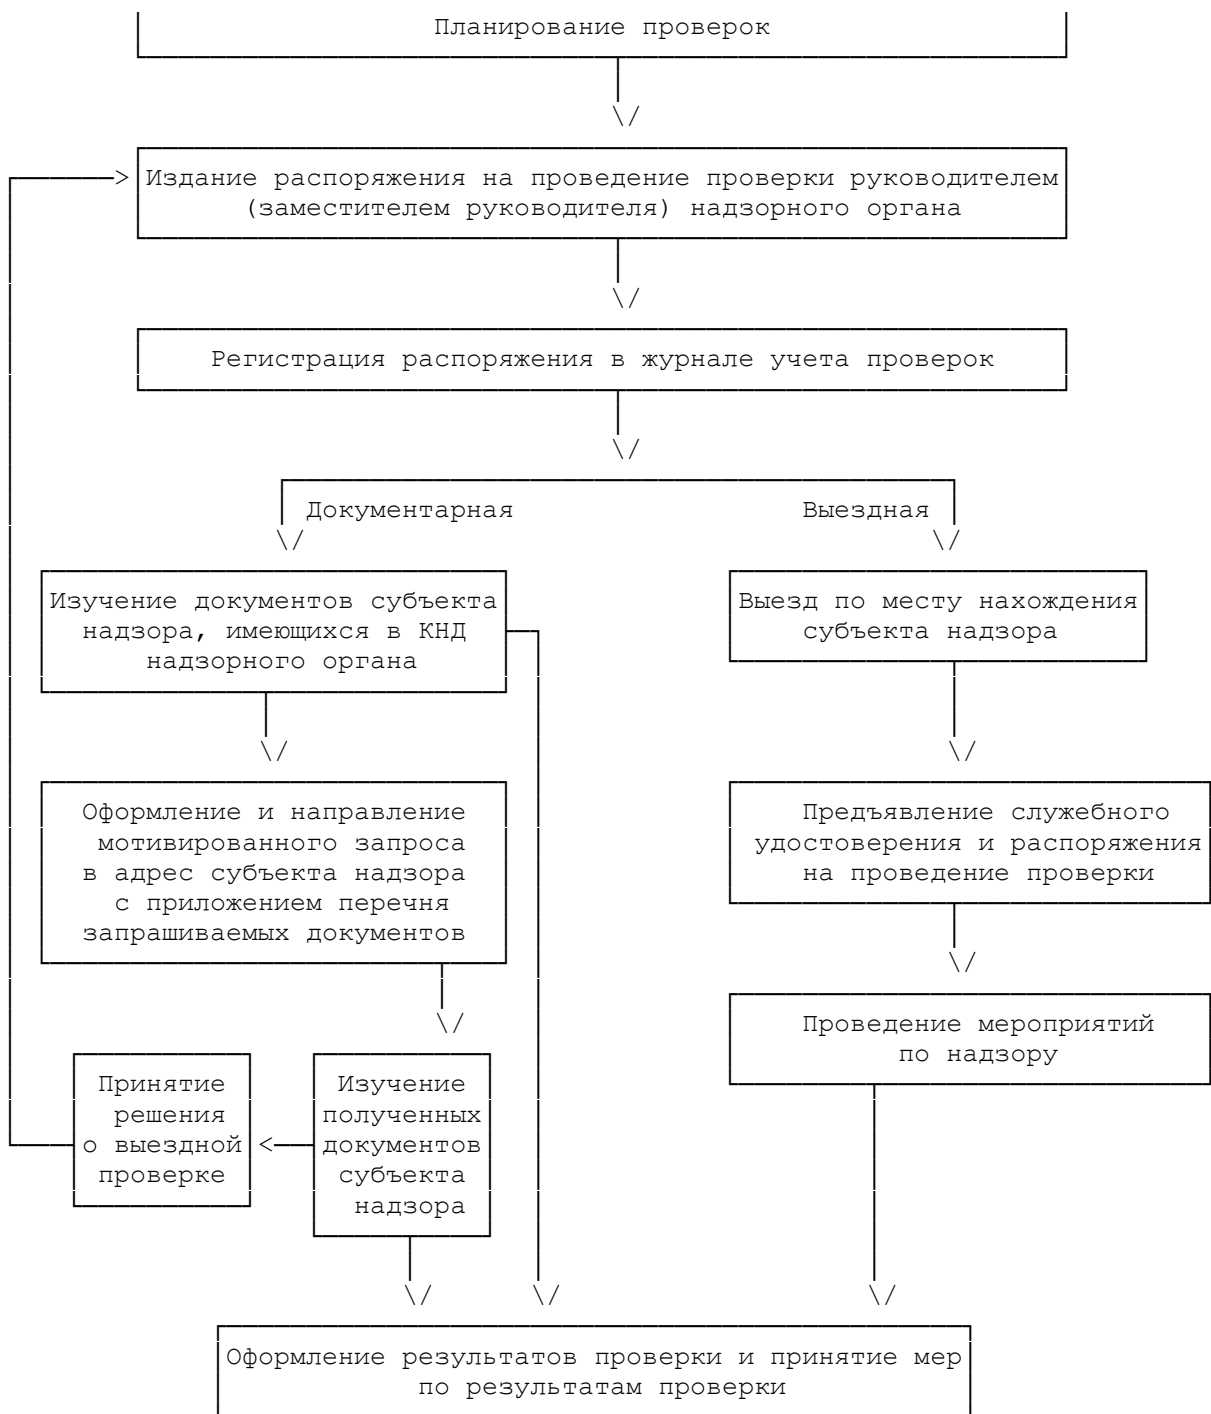 Планирование проверок
Издание распоряжения на проведение проверки руководителем
(заместителем руководителя) надзорного органа
Регистрация распоряжения в журнале учета проверок
Документарная
Выездная
Изучение документов субъекта
надзора, имеющихся в КНД
надзорного органа
Выезд по месту нахождения
субъекта надзора
Оформление и направление
мотивированного запроса
в адрес субъекта надзора
с приложением перечня
запрашиваемых документов
Предъявление служебного
удостоверения и распоряжения
на проведение проверки
Проведение мероприятий
по надзору
Принятие
решения
о выездной
проверке
Изучение
полученных
документов
субъекта
надзора
Оформление результатов проверки и принятие мер
по результатам проверки